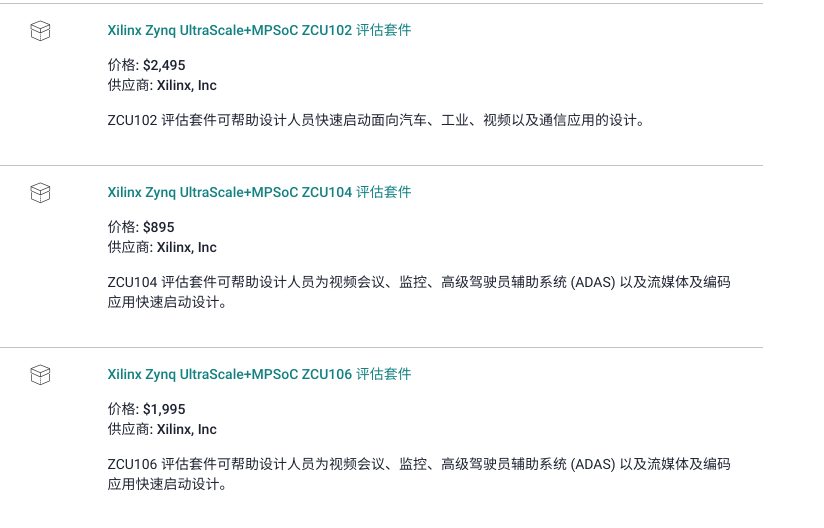 Xilinx Zynq UltraScale+MPSoC ZCU102 评估套件
价格: $2,495
供应商: Xilinx, Inc
ZCU102 评估套件可帮助设计人员快速启动面向汽车、工业、视频以及通信应用的设计。
Xilinx Zynq UltraScale+MPSoC ZCU104 评估套件
价格: $895
供应商: Xilinx, Inc
ZCU104 评估套件可帮助设计人员为视频会议、监控、高级驾驶员辅助系统 (ADAS) 以及流媒体及编码
应用快速启动设计。
Xilinx Zynq UltraScale+MPSoC ZCU106 评估套件
价格: $1,995
供应商: Xilinx, Inc
ZCU106 评估套件可帮助设计人员为视频会议、监控、高级驾驶员辅助系统 (ADAS) 以及流媒体及编码
应用快速启动设计。